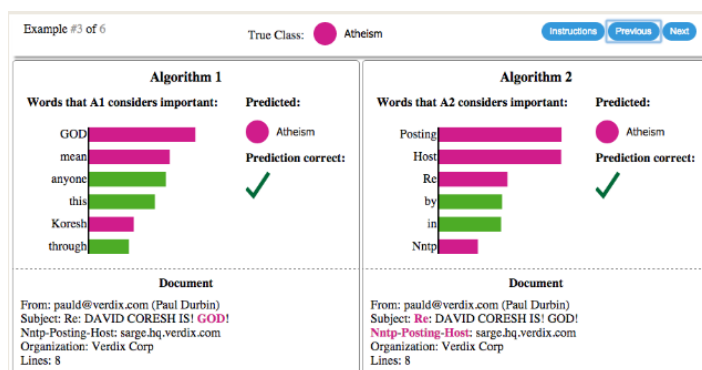 Example #3 of 6
True Class: Atheism
Instructions Previous Next
Algorithm 1
Words that A1 considers important:
Predicted:
GOD
mean
anyone
this
Koresh
through
Atheism
Prediction correct:
Document
From: pauld@verdix.com (Paul Durbin)
Subject: Re: DAVID CORESH IS! GOD!
Nntp-Posting-Host: sarge.hq.verdix.com
Organization: Verdix Corp
Lines: 8
Algorithm 2
Words that A2 considers important:
Predicted:
Posting
Host
Re
by
in
Nntp
Atheism
Prediction correct:
Document
From: pauld@verdix.com (Paul Durbin)
Subject: Re: DAVID CORESH IS! GOD!
Nntp-Posting-Host: sarge.hq.verdix.com
Organization: Verdix Corp
Lines: 8